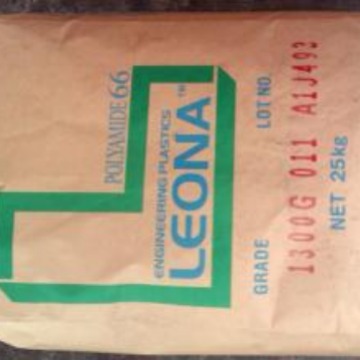 POLYAMIDE 66
ENGINEERING PLASTICS
LEONA™
GRADE LOT NO.
1300G 011 A1J493
NET 25kg